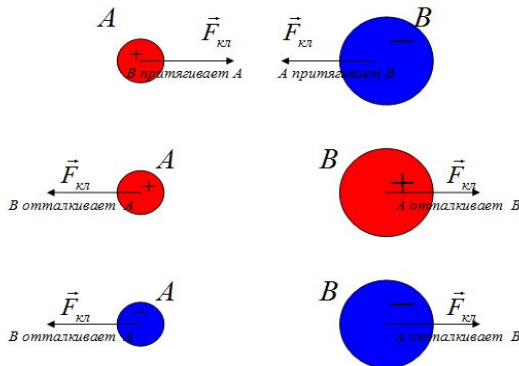 A B
F⃗кл F⃗кл
+ −
B притягивает A A притягивает B
A B
F⃗кл + + F⃗кл
B отталкивает A A отталкивает B
A B
F⃗кл − − F⃗кл
B отталкивает A A отталкивает B